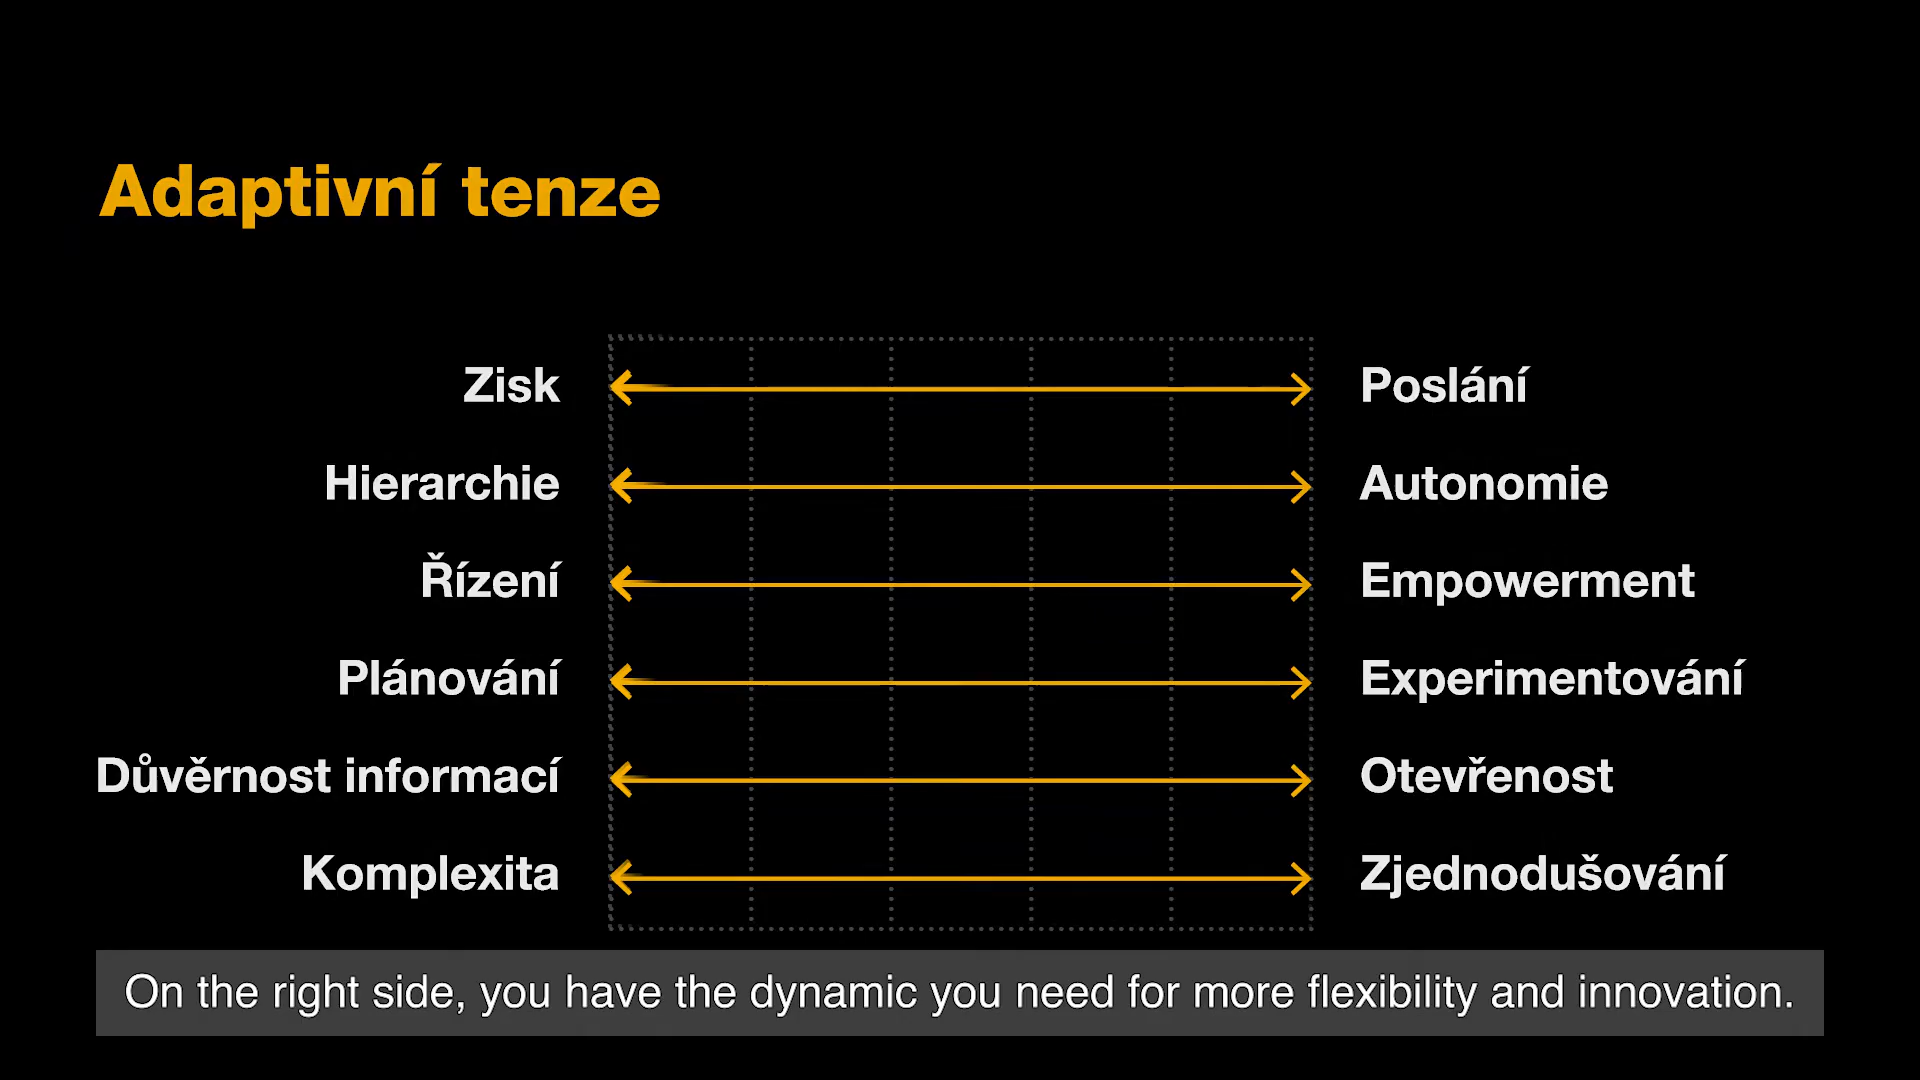 Adaptivní tenze
Zisk Poslání
Hierarchie Autonomie
Řízení Empowerment
Plánování Experimentování
Důvěrnost informací Otevřenost
Komplexita Zjednodušování
On the right side, you have the dynamic you need for more flexibility and innovation.